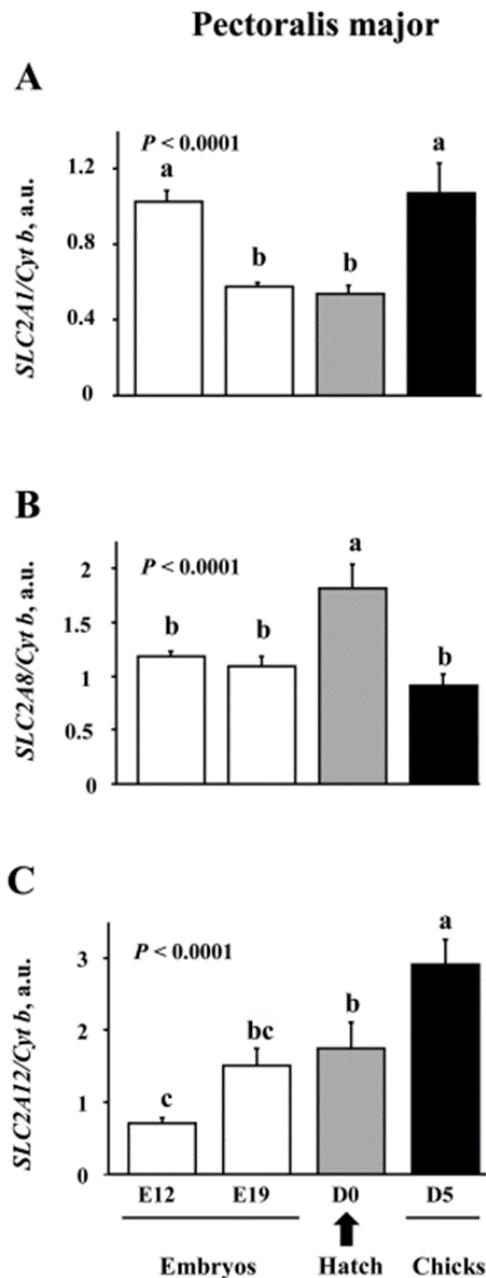 Pectoralis major
A
SLC2A1/Cyt b, a.u.
P < 0.0001
1.2
0.8
0.4
0
a
b
b
a
B
SLC2A8/Cyt b, a.u.
P < 0.0001
2
1.5
1
0.5
0
b
b
a
b
C
SLC2A12/Cyt b, a.u.
P < 0.0001
3
2
1
0
c
bc
b
a
E12 E19 D0 D5
Embryos Hatch Chicks